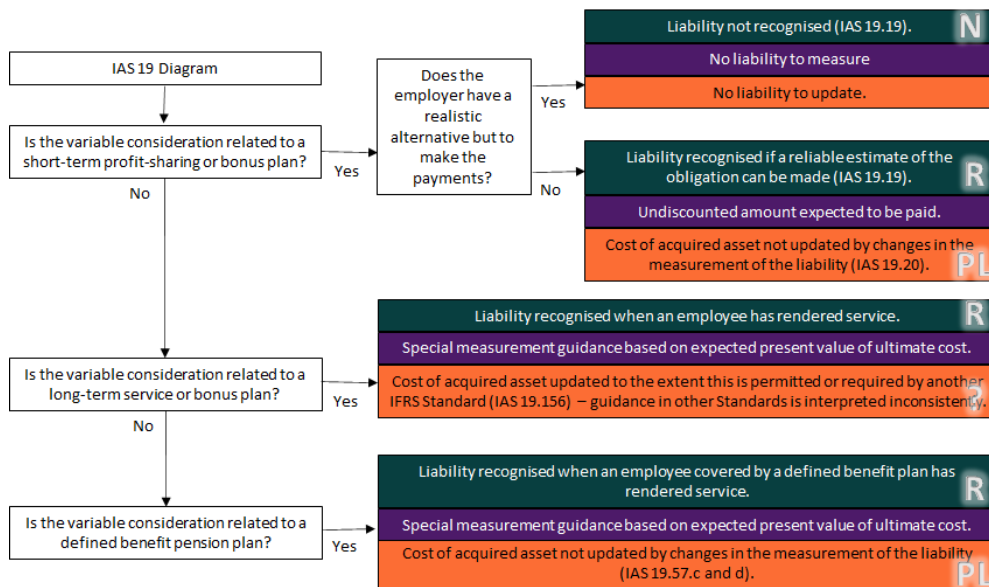 IAS 19 Diagram
Is the variable consideration related to a
short-term profit-sharing or bonus plan?
Yes
No
Does the
employer have a
realistic
alternative but to
make the
payments?
Yes
Liability not recognised (IAS 19.19).
N
No liability to measure
No liability to update.
No
Liability recognised if a reliable estimate of the
obligation can be made (IAS 19.19).
R
Undiscounted amount expected to be paid.
Cost of acquired asset not updated by changes in the
measurement of the liability (IAS 19.20).
PL
Is the variable consideration related to a
long-term service or bonus plan?
Yes
No
Liability recognised when an employee has rendered service.
R
Special measurement guidance based on expected present value of ultimate cost.
Cost of acquired asset updated to the extent this is permitted or required by another
IFRS Standard (IAS 19.156) – guidance in other Standards is interpreted inconsistently.
?
Is the variable consideration related to a
defined benefit pension plan?
Yes
Liability recognised when an employee covered by a defined benefit plan has
rendered service.
R
Special measurement guidance based on expected present value of ultimate cost.
Cost of acquired asset not updated by changes in the measurement of the liability
(IAS 19.57.c and d).
PL